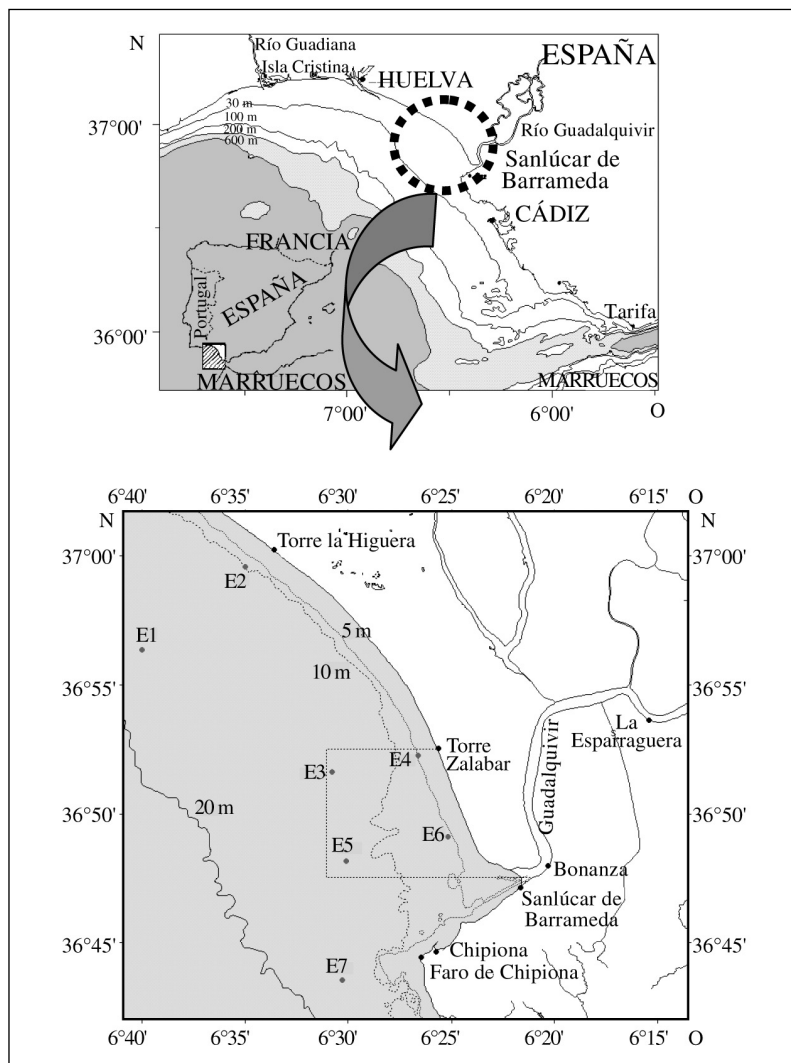 N
ESPAÑA
Río Guadiana
Isla Cristina
HUELVA
30 m
100 m
200 m
600 m
37°00'
Río Guadalquivir
Sanlúcar de
Barrameda
CÁDIZ
FRANCIA
Portugal
ESPAÑA
36°00'
Tarifa
MARRUECOS
MARRUECOS
7°00'
6°00'
O
6°40'
6°35'
6°30'
6°25'
6°20'
6°15'
O
N
N
37°00'
Torre la Higuera
37°00'
E2
5 m
E1
10 m
36°55'
36°55'
La
Esparraguera
Torre
Zalabar
E4
E3
Guadalquivir
20 m
36°50'
36°50'
E6
E5
Bonanza
Sanlúcar de
Barrameda
36°45'
Chipiona
36°45'
Faro de Chipiona
E7
6°40'
6°35'
6°30'
6°25'
6°20'
6°15'
O